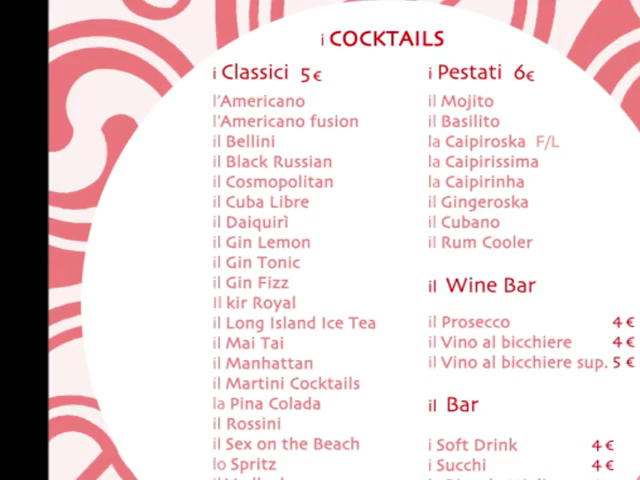 i COCKTAILS
i Classici 5€
l'Americano
l'Americano fusion
il Bellini
il Black Russian
il Cosmopolitan
il Cuba Libre
il Daiquirì
il Gin Lemon
il Gin Tonic
il Gin Fizz
Il kir Royal
il Long Island Ice Tea
il Mai Tai
il Manhattan
il Martini Cocktails
la Pina Colada
il Rossini
il Sex on the Beach
lo Spritz
i Pestati 6€
il Mojito
il Basilito
la Caipiroska F/L
la Caipirissima
la Caipirinha
il Gingeroska
il Cubano
il Rum Cooler
il Wine Bar
il Prosecco 4€
il Vino al bicchiere 4€
il Vino al bicchiere sup. 5€
il Bar
i Soft Drink 4€
i Succhi 4€